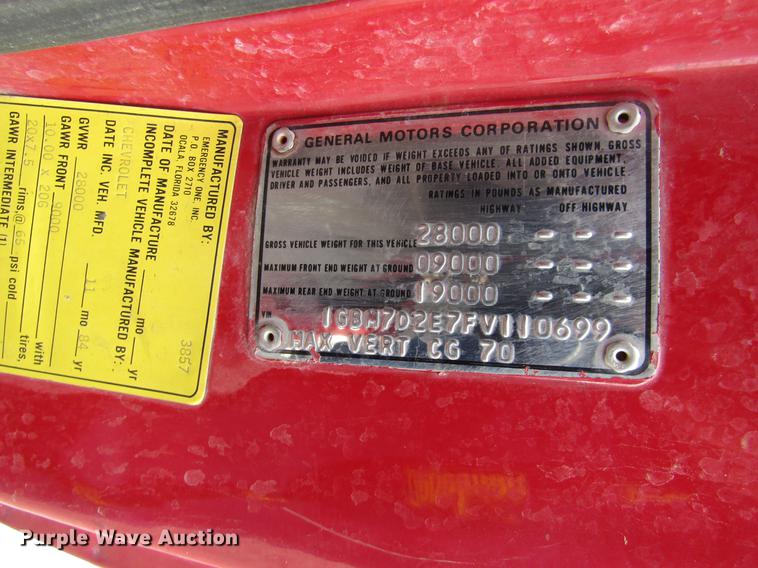 MANUFACTURED BY:
EMERGENCY ONE, INC.
P.O. BOX 2710
OCALA, FLORIDA 32678
3857
DATE OF MANUFACTURE mo yr
INCOMPLETE VEHICLE MANUFACTURED BY:
CHEVROLET
DATE INC. VEH. MFD. 11 mo 84 yr
GVWR 28000
GAWR FRONT 9000 with
10.00 X 20G tires,
20X7.5 rims,@ 65 psi cold
GAWR INTERMEDIATE (1)
GENERAL MOTORS CORPORATION
WARRANTY MAY BE VOIDED IF WEIGHT EXCEEDS ANY OF RATINGS SHOWN. GROSS
VEHICLE WEIGHT INCLUDES WEIGHT OF BASE VEHICLE, ALL ADDED EQUIPMENT,
DRIVER AND PASSENGERS, AND ALL PROPERTY LOADED INTO OR ONTO VEHICLE
RATINGS IN POUNDS AS MANUFACTURED
HIGHWAY OFF HIGHWAY
GROSS VEHICLE WEIGHT FOR THIS VEHICLE 28000 - - -
MAXIMUM FRONT END WEIGHT AT GROUND 09000 - - -
MAXIMUM REAR END WEIGHT AT GROUND 19000 - - -
VIN 1GBM7D2E7FV110699
MAX VERT CG 70
Purple Wave Auction